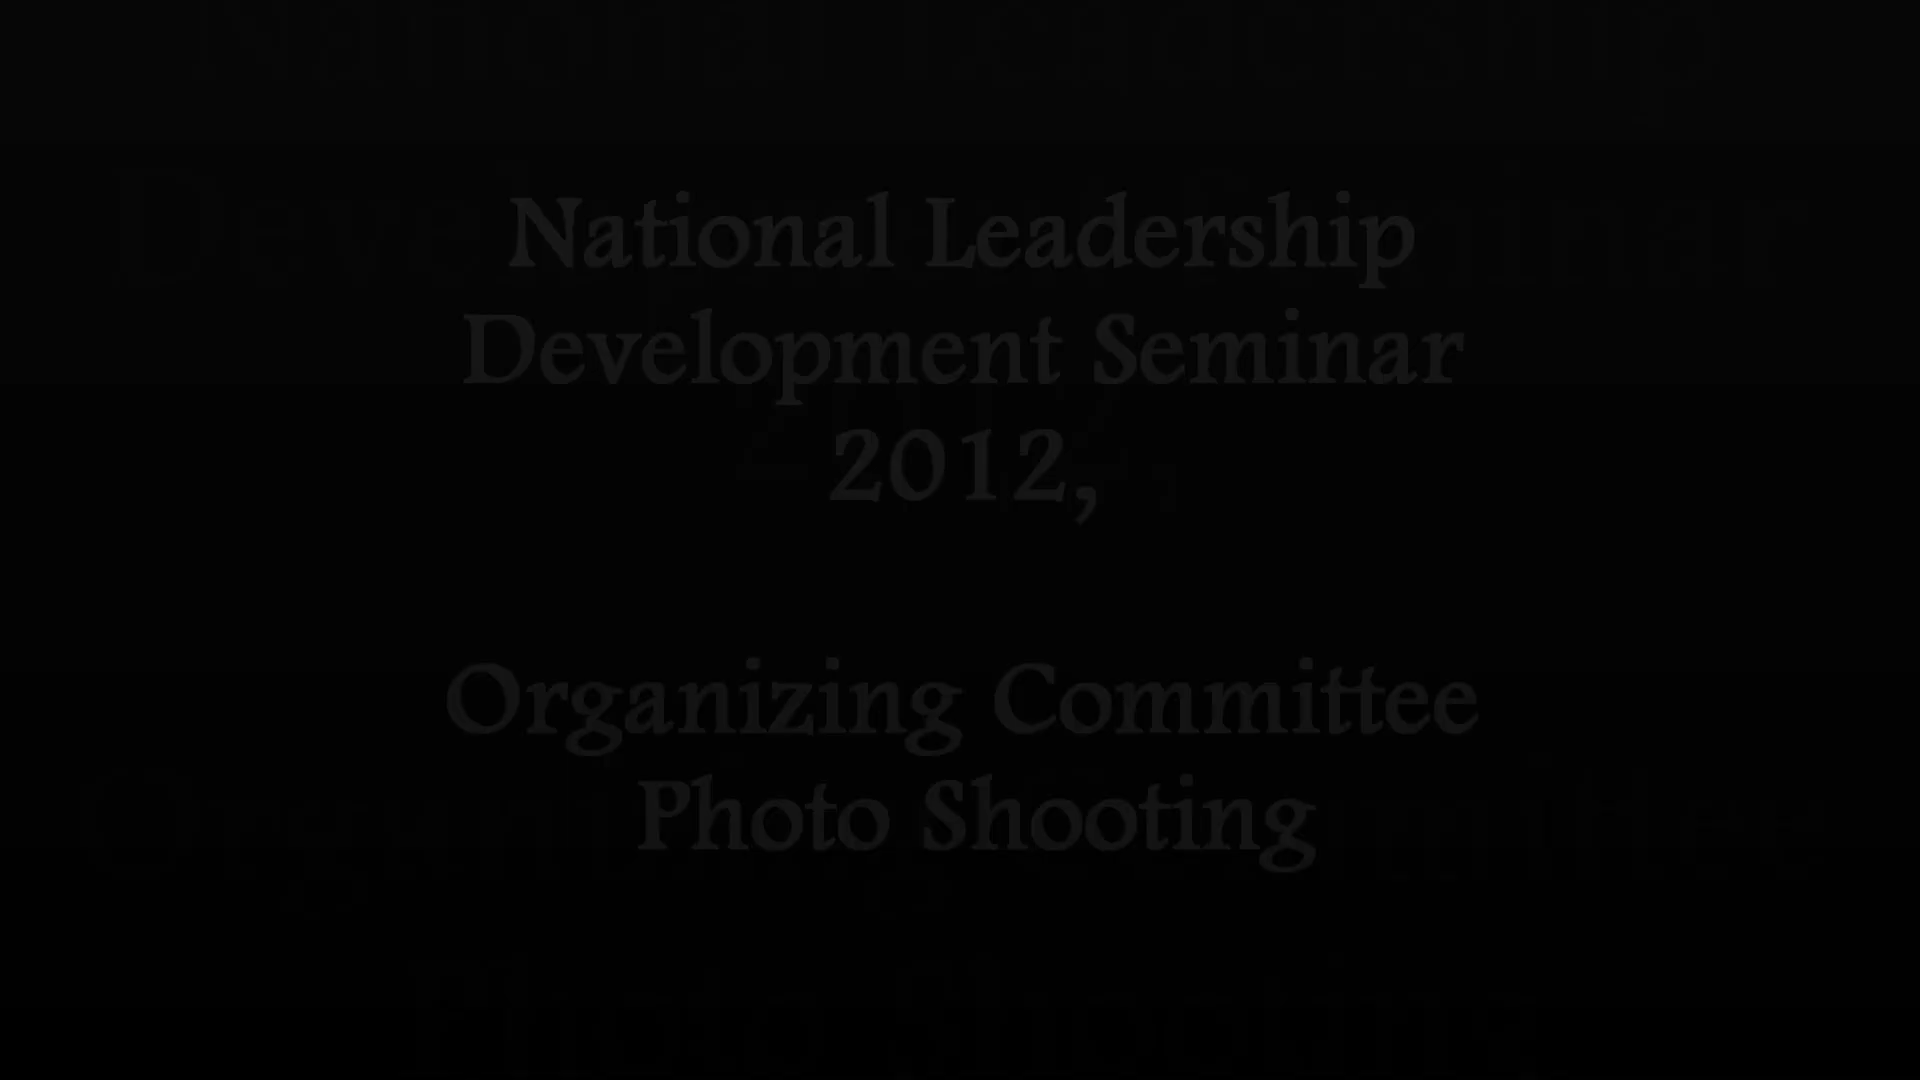 National Leadership
Development Seminar
2012,
Organizing Committee
Photo Shooting